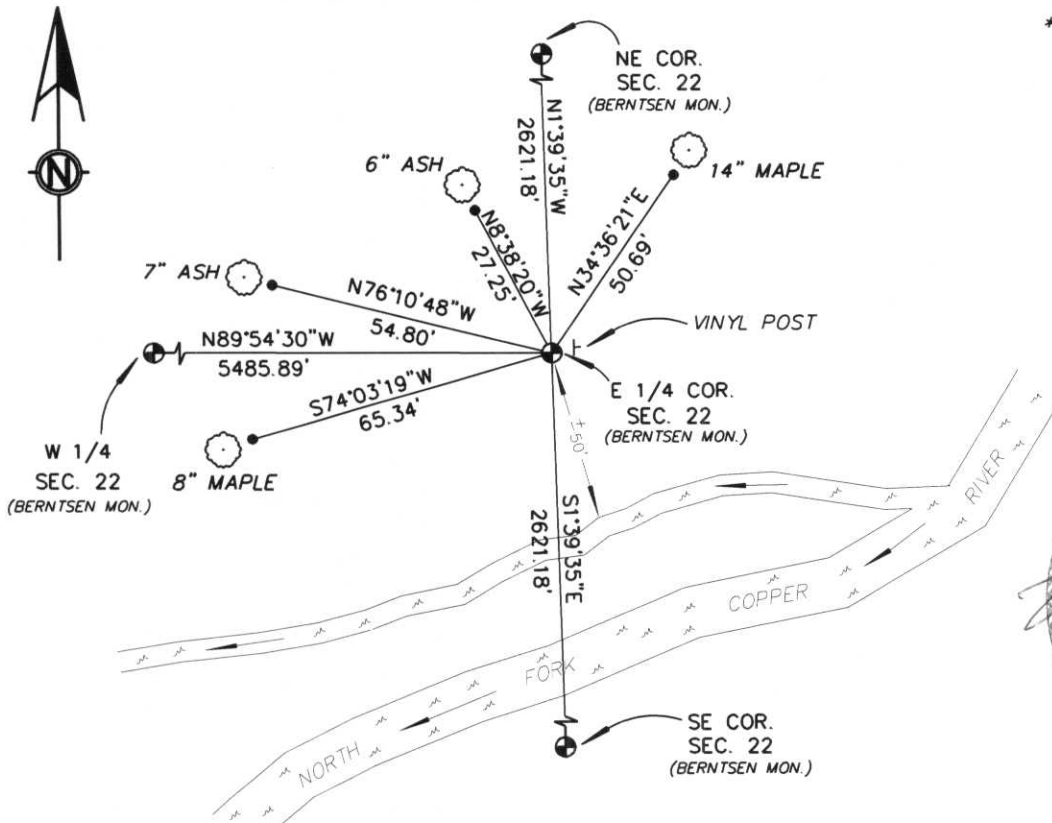 *
NE COR.
SEC. 22
(BERNTSEN MON.)
N
N1°39'35"W
2621.18'
6" ASH
14" MAPLE
N8°38'20"W
27.25'
N34°36'21"E
50.69'
7" ASH
N76°10'48"W
54.80'
VINYL POST
N89°54'30"W
5485.89'
E 1/4 COR.
SEC. 22
(BERNTSEN MON.)
S74°03'19"W
65.34'
±50'
W 1/4
SEC. 22
(BERNTSEN MON.)
8" MAPLE
S1°39'35"E
2621.18'
NORTH FORK COPPER RIVER
SE COR.
SEC. 22
(BERNTSEN MON.)